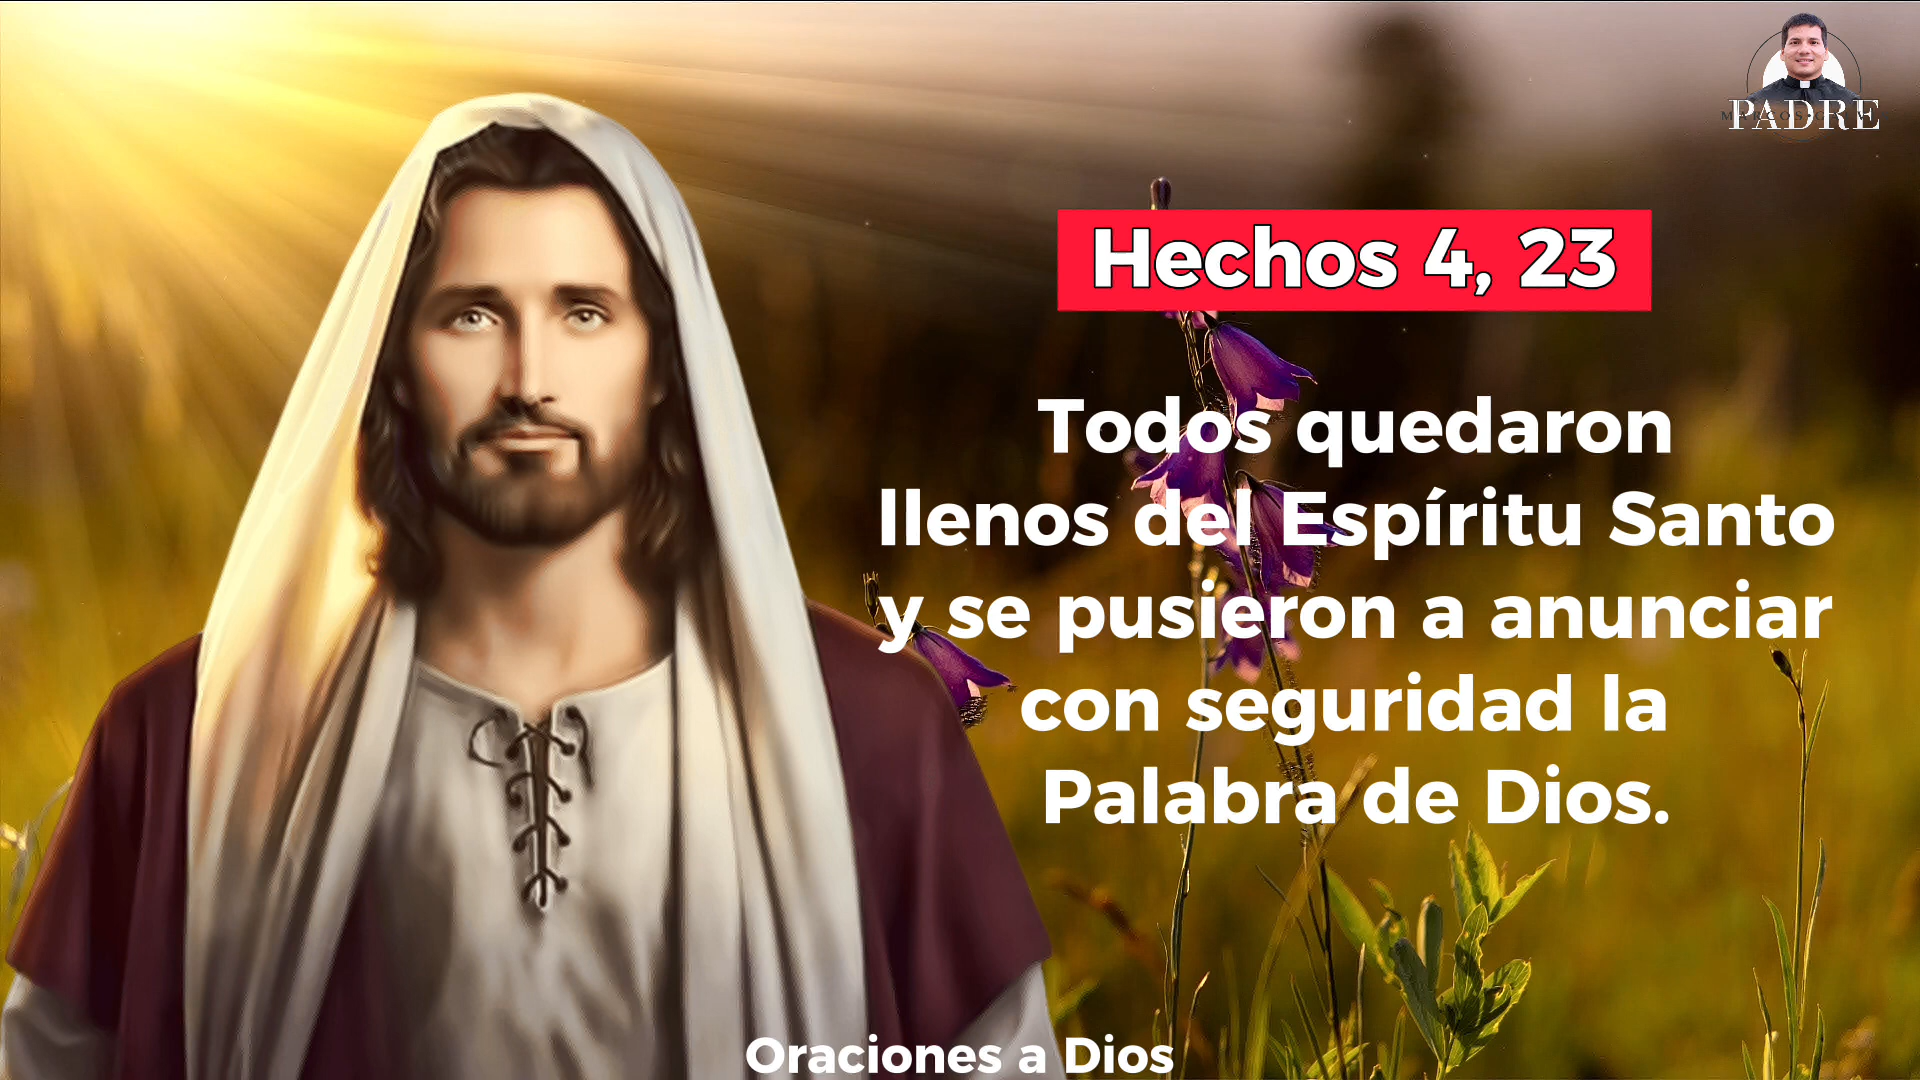 PADRE
Hechos 4, 23
Todos quedaron
llenos del Espíritu Santo
y se pusieron a anunciar
con seguridad la
Palabra de Dios.
Oraciones a Dios